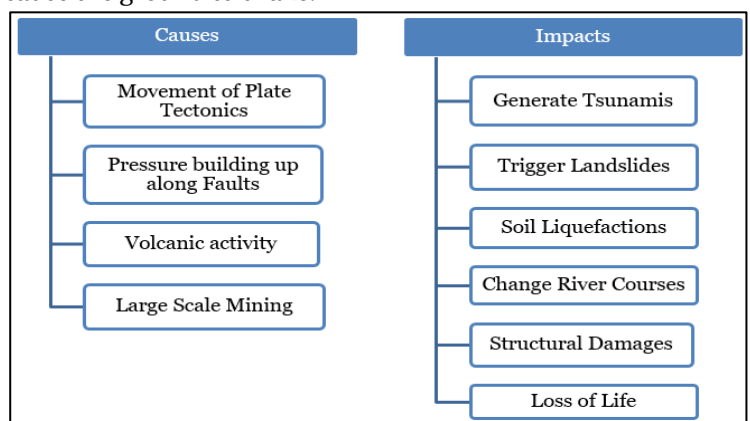 Causes
Movement of Plate
Tectonics
Pressure building up
along Faults
Volcanic activity
Large Scale Mining
Impacts
Generate Tsunamis
Trigger Landslides
Soil Liquefactions
Change River Courses
Structural Damages
Loss of Life